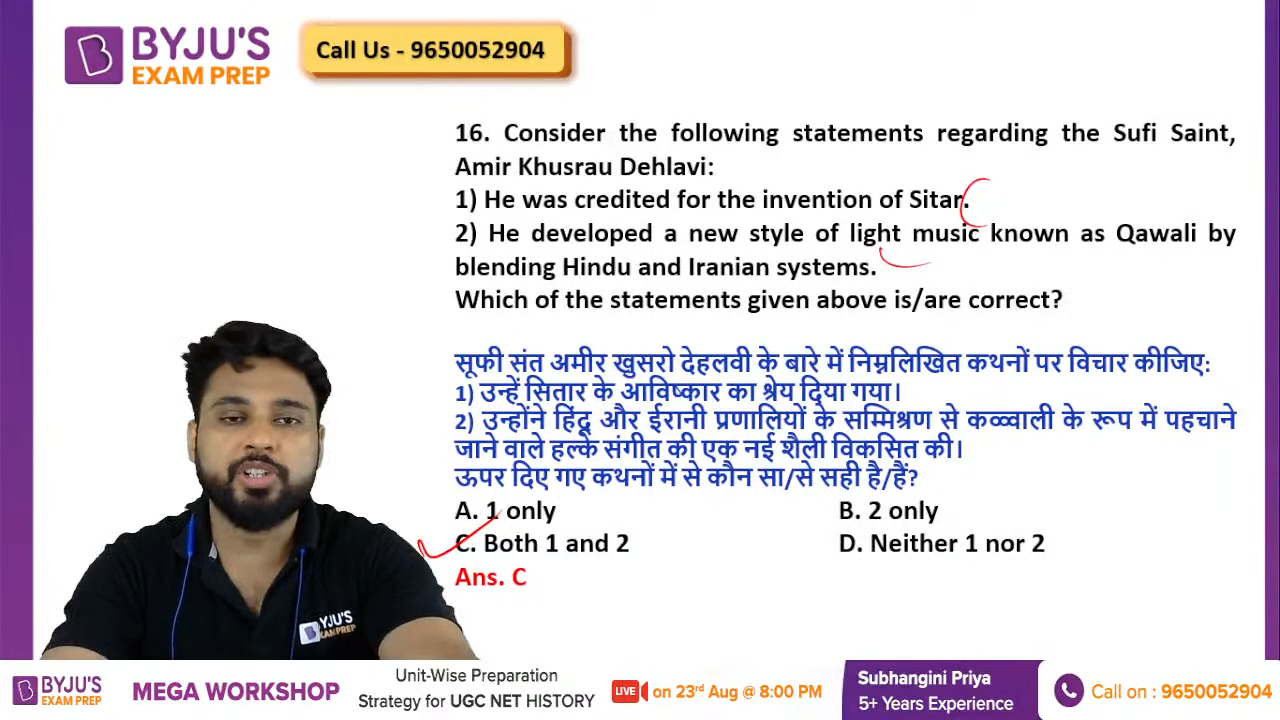 BYJU'S
EXAM PREP
Call Us - 9650052904
16. Consider the following statements regarding the Sufi Saint,
Amir Khusrau Dehlavi:
1) He was credited for the invention of Sitar.
2) He developed a new style of light music known as Qawali by
blending Hindu and Iranian systems.
Which of the statements given above is/are correct?
सूफी संत अमीर खुसरो देहलवी के बारे में निम्नलिखित कथनों पर विचार कीजिए:
1) उन्हें सितार के आविष्कार का श्रेय दिया गया।
2) उन्होंने हिंदू और ईरानी प्रणालियों के सम्मिश्रण से कव्वाली के रूप में पहचाने
जाने वाले हल्के संगीत की एक नई शैली विकसित की।
ऊपर दिए गए कथनों में से कौन सा/से सही है/हैं?
A. 1 only
B. 2 only
C. Both 1 and 2
D. Neither 1 nor 2
Ans. C
BYJU'S
EXAM PREP
BYJU'S
EXAM PREP
MEGA WORKSHOP
Unit-Wise Preparation
Strategy for UGC NET HISTORY
LIVE on 23rd Aug @ 8:00 PM
Subhangini Priya
5+ Years Experience
Call on : 9650052904